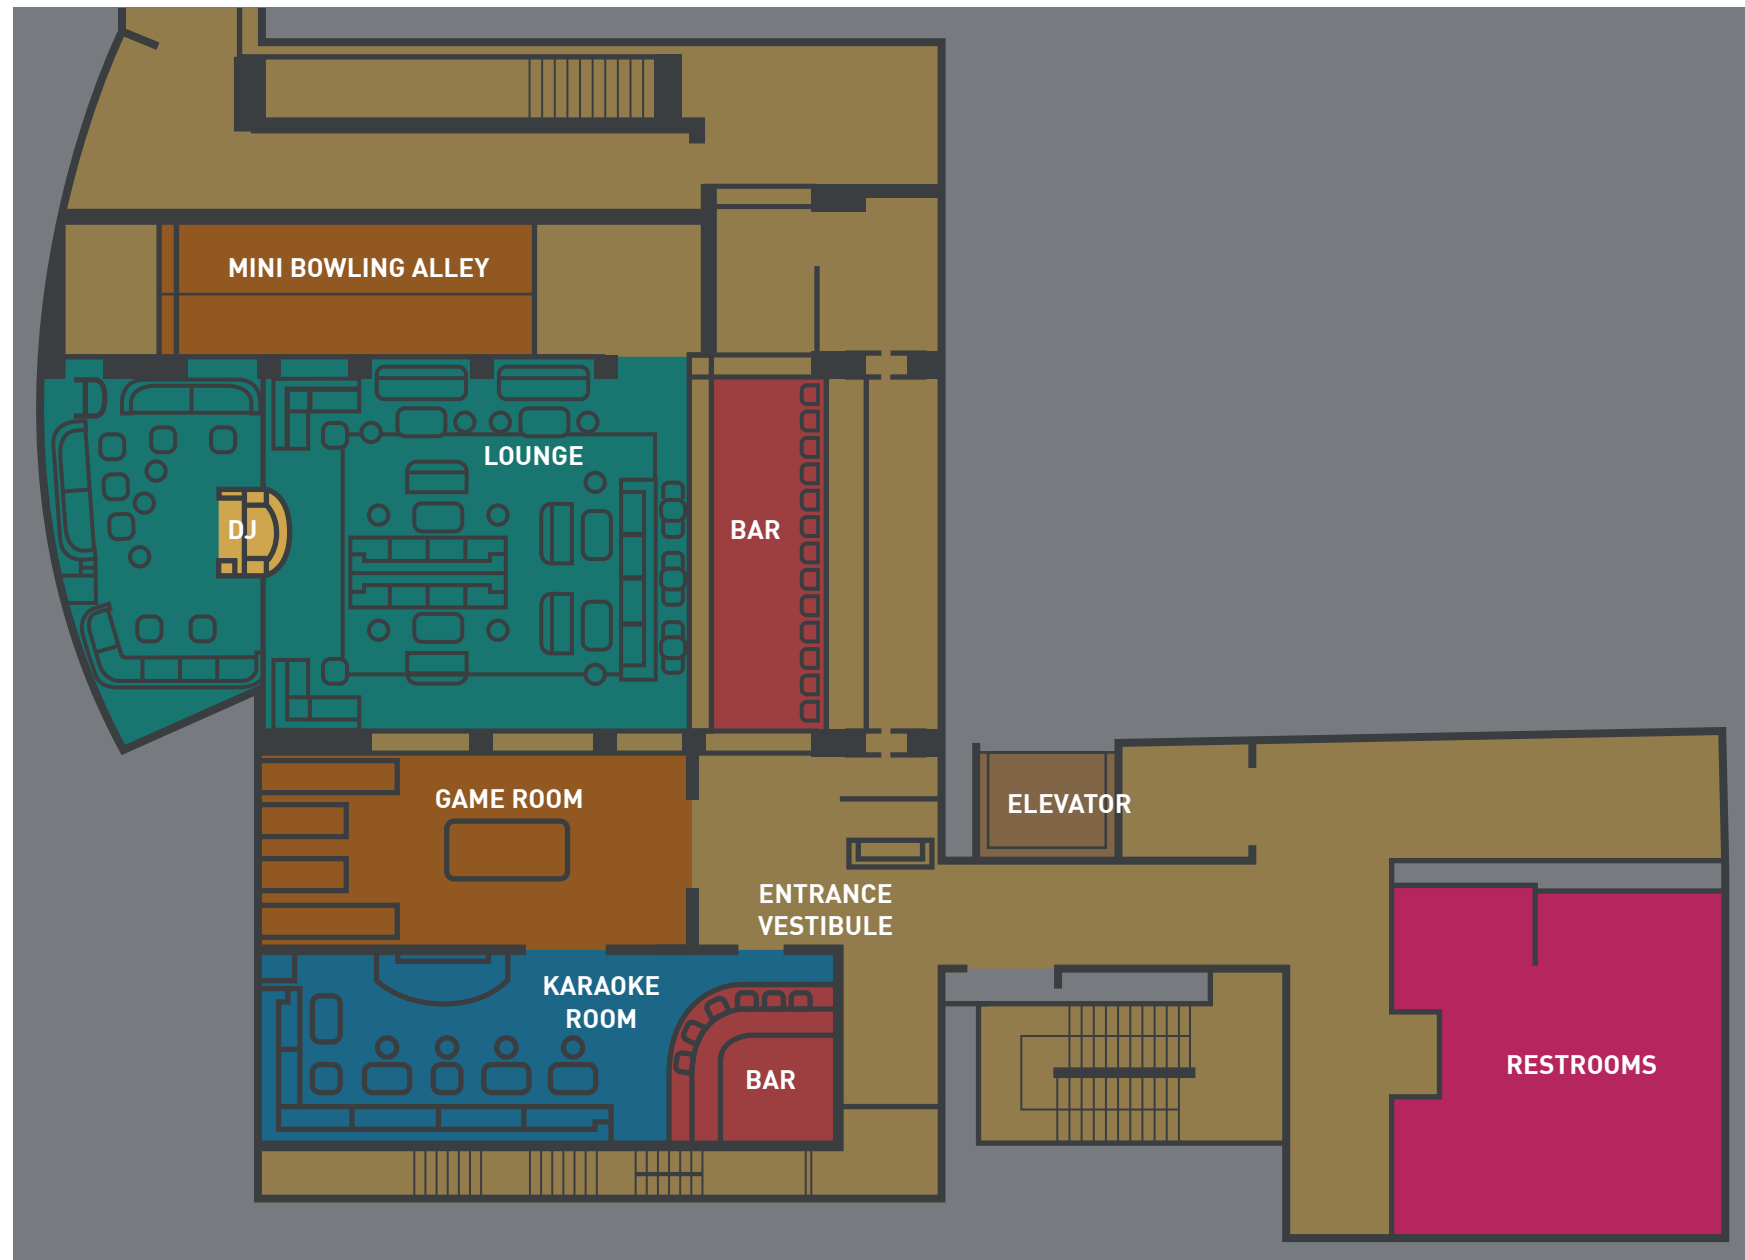 MINI BOWLING ALLEY
LOUNGE
DJ
BAR
GAME ROOM
ELEVATOR
ENTRANCE
VESTIBULE
KARAOKE
ROOM
BAR
RESTROOMS